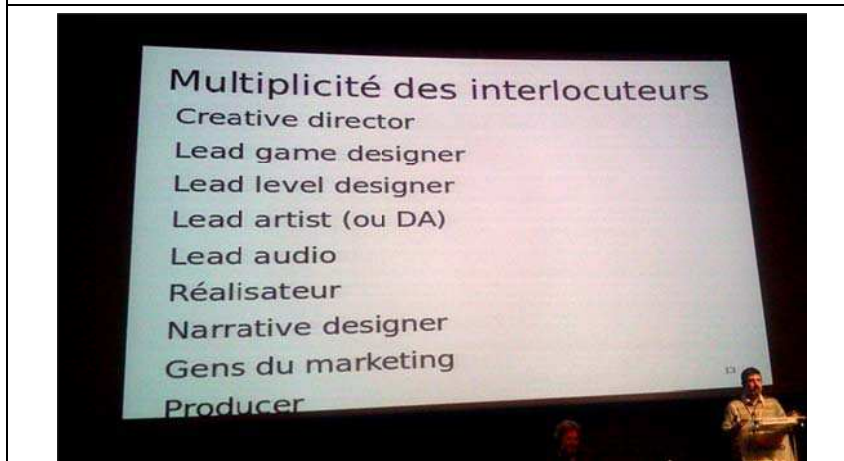 Multiplicité des interlocuteurs
Creative director
Lead game designer
Lead level designer
Lead artist (ou DA)
Lead audio
Réalisateur
Narrative designer
Gens du marketing
Producer